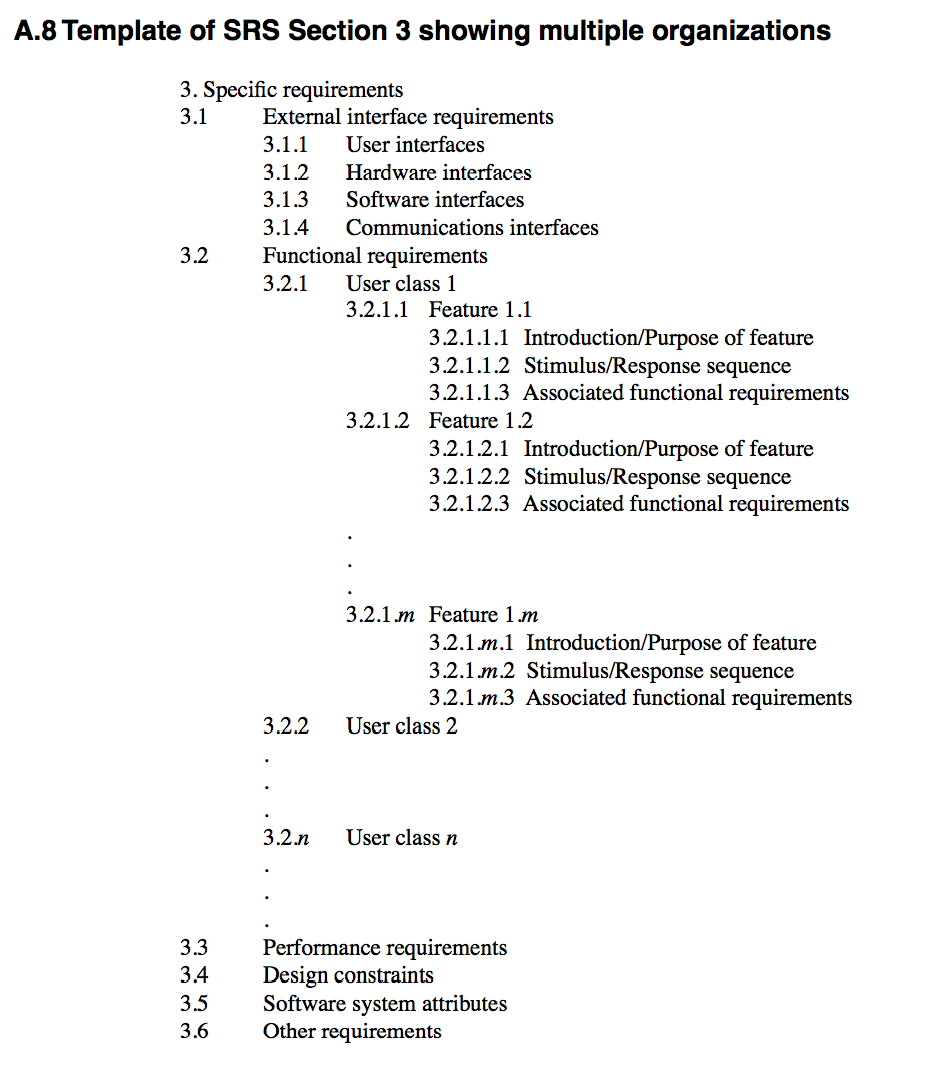 A.8 Template of SRS Section 3 showing multiple organizations
3. Specific requirements
3.1 External interface requirements
3.1.1 User interfaces
3.1.2 Hardware interfaces
3.1.3 Software interfaces
3.1.4 Communications interfaces
3.2 Functional requirements
3.2.1 User class 1
3.2.1.1 Feature 1.1
3.2.1.1.1 Introduction/Purpose of feature
3.2.1.1.2 Stimulus/Response sequence
3.2.1.1.3 Associated functional requirements
3.2.1.2 Feature 1.2
3.2.1.2.1 Introduction/Purpose of feature
3.2.1.2.2 Stimulus/Response sequence
3.2.1.2.3 Associated functional requirements
.
.
.
3.2.1.m Feature 1.m
3.2.1.m.1 Introduction/Purpose of feature
3.2.1.m.2 Stimulus/Response sequence
3.2.1.m.3 Associated functional requirements
3.2.2 User class 2
.
.
.
3.2.n User class n
.
.
.
3.3 Performance requirements
3.4 Design constraints
3.5 Software system attributes
3.6 Other requirements